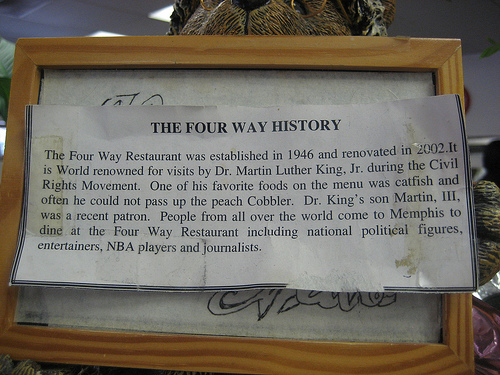 THE FOUR WAY HISTORY
The Four Way Restaurant was established in 1946 and renovated in 2002.It
is World renowned for visits by Dr. Martin Luther King, Jr. during the Civil
Rights Movement. One of his favorite foods on the menu was catfish and
often he could not pass up the peach Cobbler. Dr. King's son Martin, III,
was a recent patron. People from all over the world come to Memphis to
dine at the Four Way Restaurant including national political figures,
entertainers, NBA players and journalists.